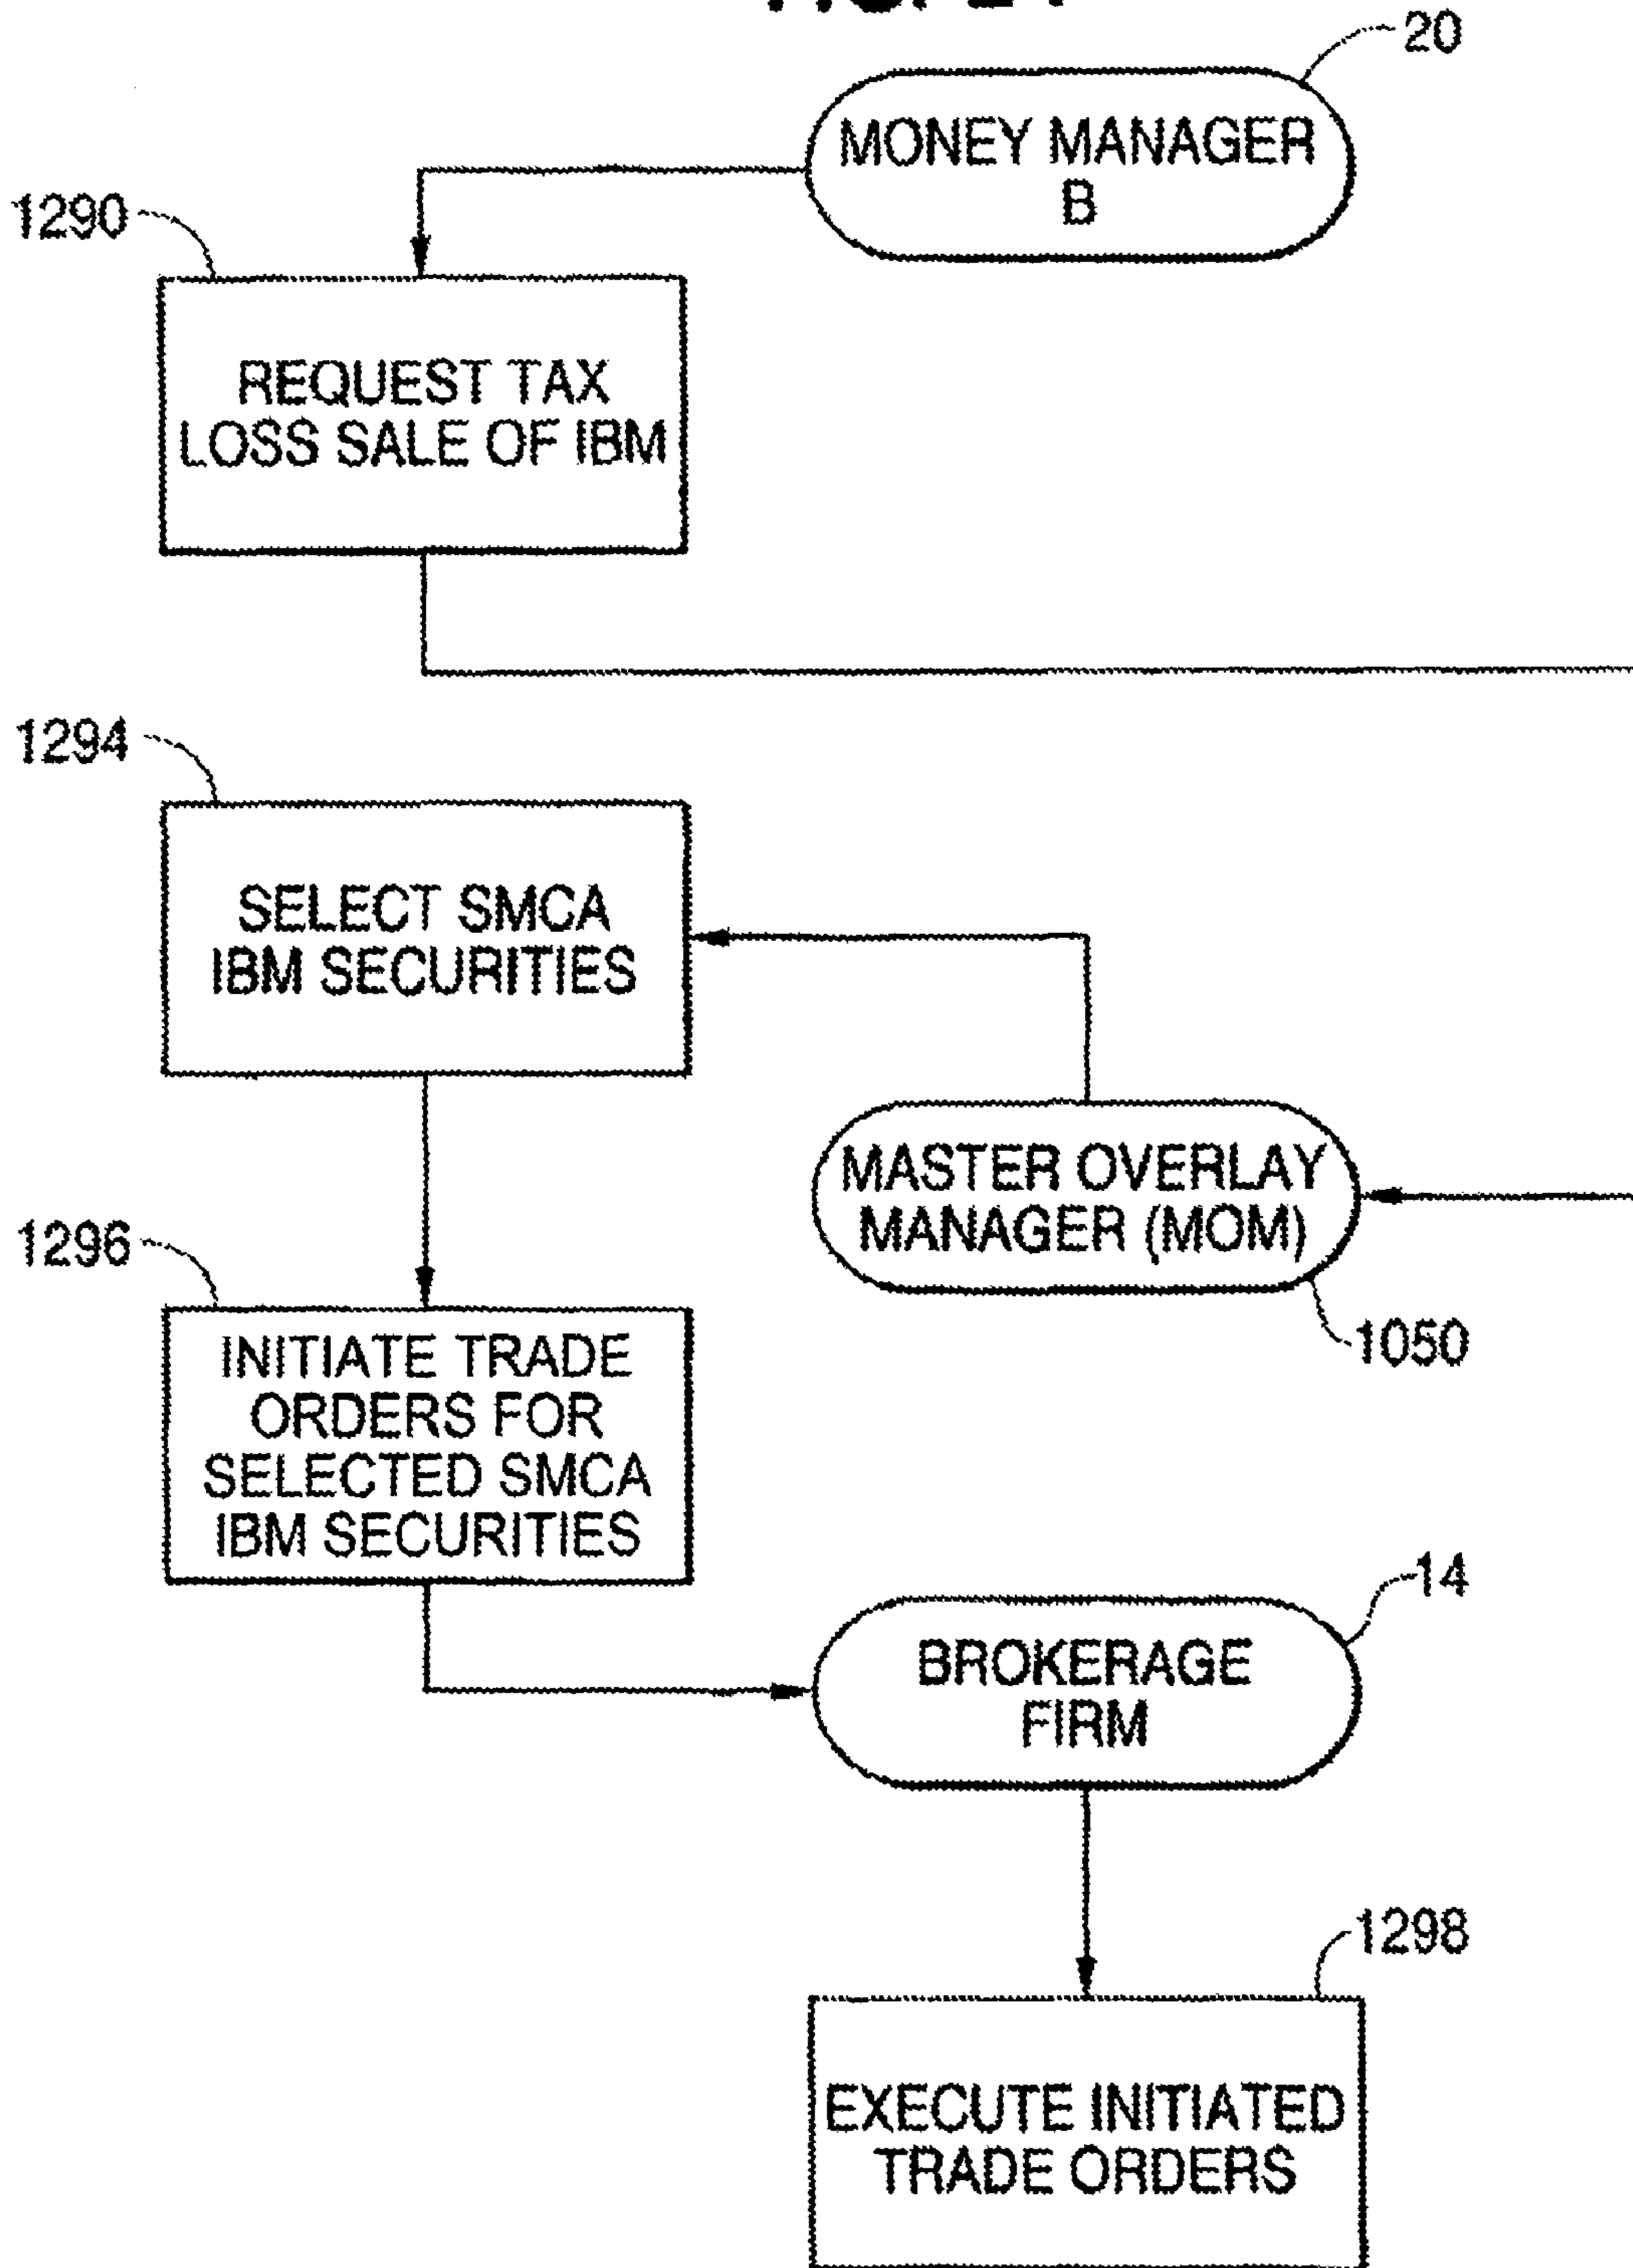 20
MONEY MANAGER
B
1290
REQUEST TAX
LOSS SALE OF IBM
1294
SELECT SMCA
IBM SECURITIES
MASTER OVERLAY
MANAGER (MOM)
1050
1296
INITIATE TRADE
ORDERS FOR
SELECTED SMCA
IBM SECURITIES
14
BROKERAGE
FIRM
1298
EXECUTE INITIATED
TRADE ORDERS